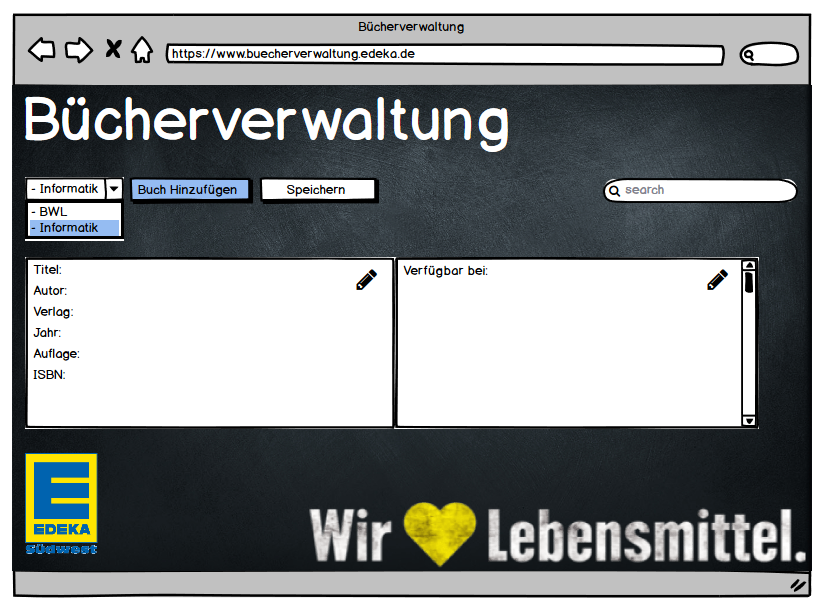 Bücherverwaltung
https://www.buecherverwaltung.edeka.de
Bücherverwaltung
- Informatik
Buch Hinzufügen
Speichern
search
- BWL
- Informatik
Titel:
Autor:
Verlag:
Jahr:
Auflage:
ISBN:
Verfügbar bei:
EDEKA
Südwest
Wir Lebensmittel.